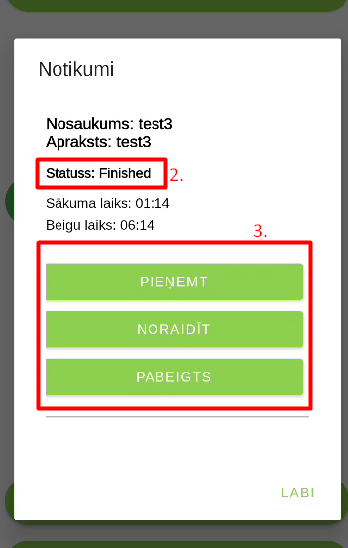 Notikumi
Nosaukums: test3
Apraksts: test3
Statuss: Finished 2.
Sākuma laiks: 01:14
Beigu laiks: 06:14
3.
PIEŅEMT
NORAIDĪT
PABEIGTS
LABI